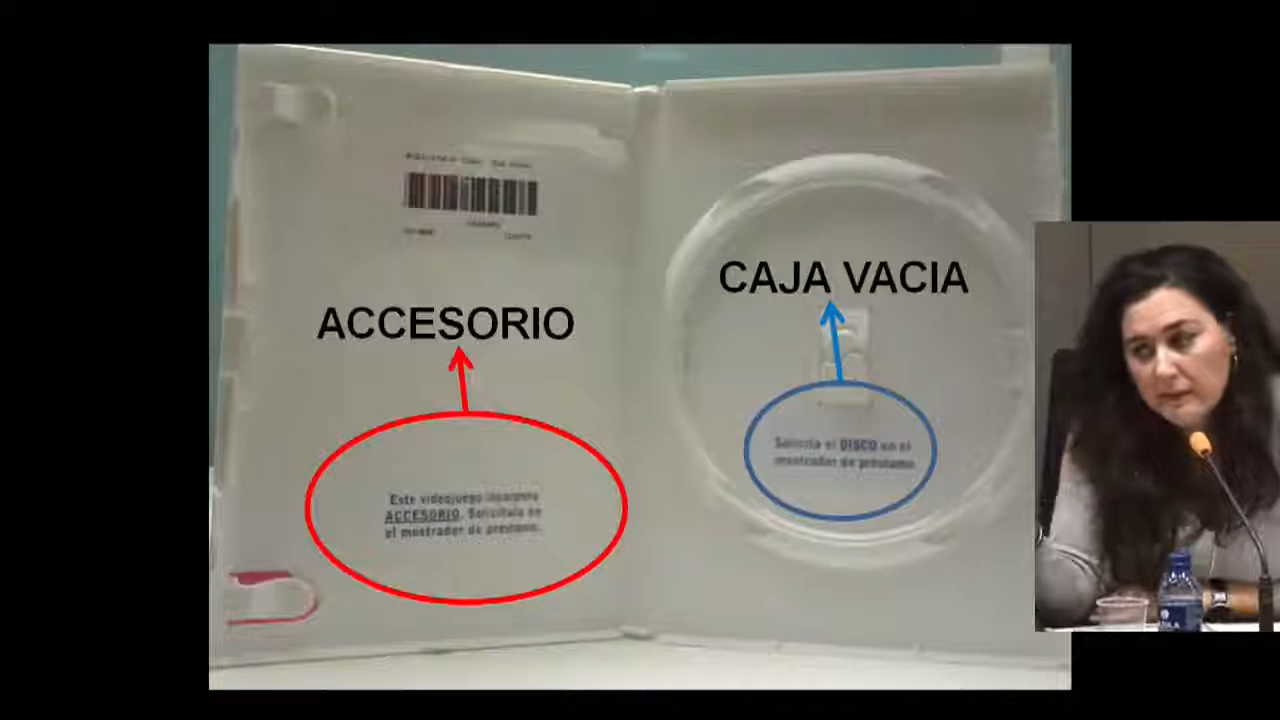 CAJA VACIA
ACCESORIO
Solicita el DISCO en el
mostrador de préstamo
Este videojuego incorpora
ACCESORIO. Solicítalo en
el mostrador de préstamo.